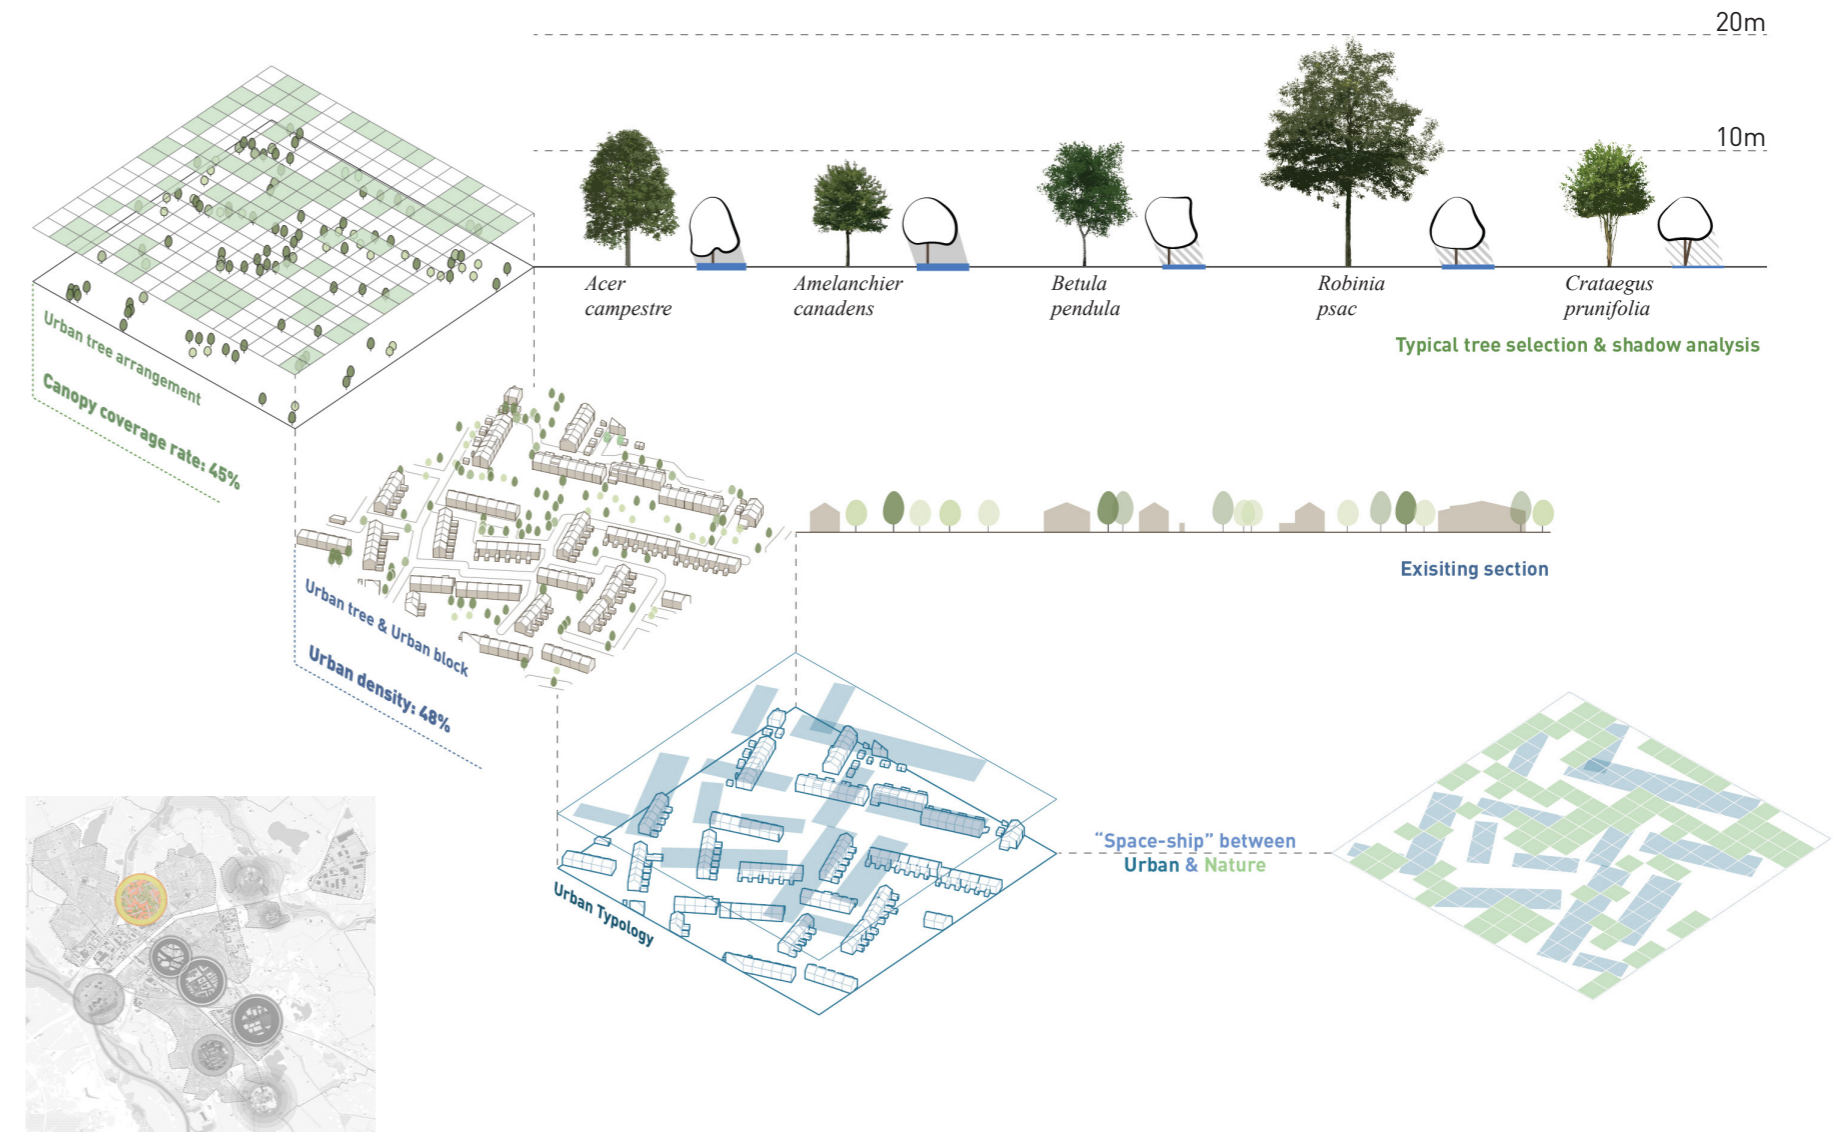 20m
10m
Acer
campestre
Amelanchier
canadens
Betula
pendula
Robinia
psac
Crataegus
prunifolia
Typical tree selection & shadow analysis
Urban tree arrangement
Canopy coverage rate: 45%
Exisiting section
Urban tree & Urban block
Urban density: 48%
“Space-ship” between
Urban & Nature
Urban Typology